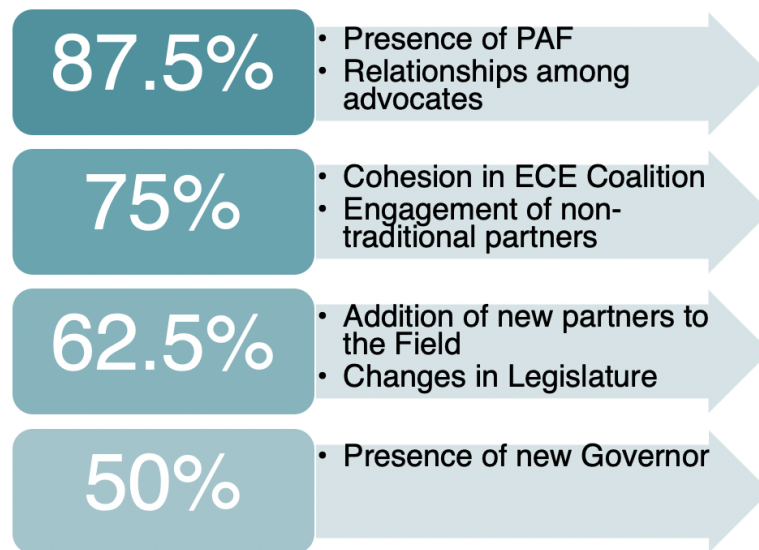 87.5%
• Presence of PAF
• Relationships among
advocates
75%
• Cohesion in ECE Coalition
• Engagement of non-
traditional partners
62.5%
• Addition of new partners to
the Field
• Changes in Legislature
50%
• Presence of new Governor